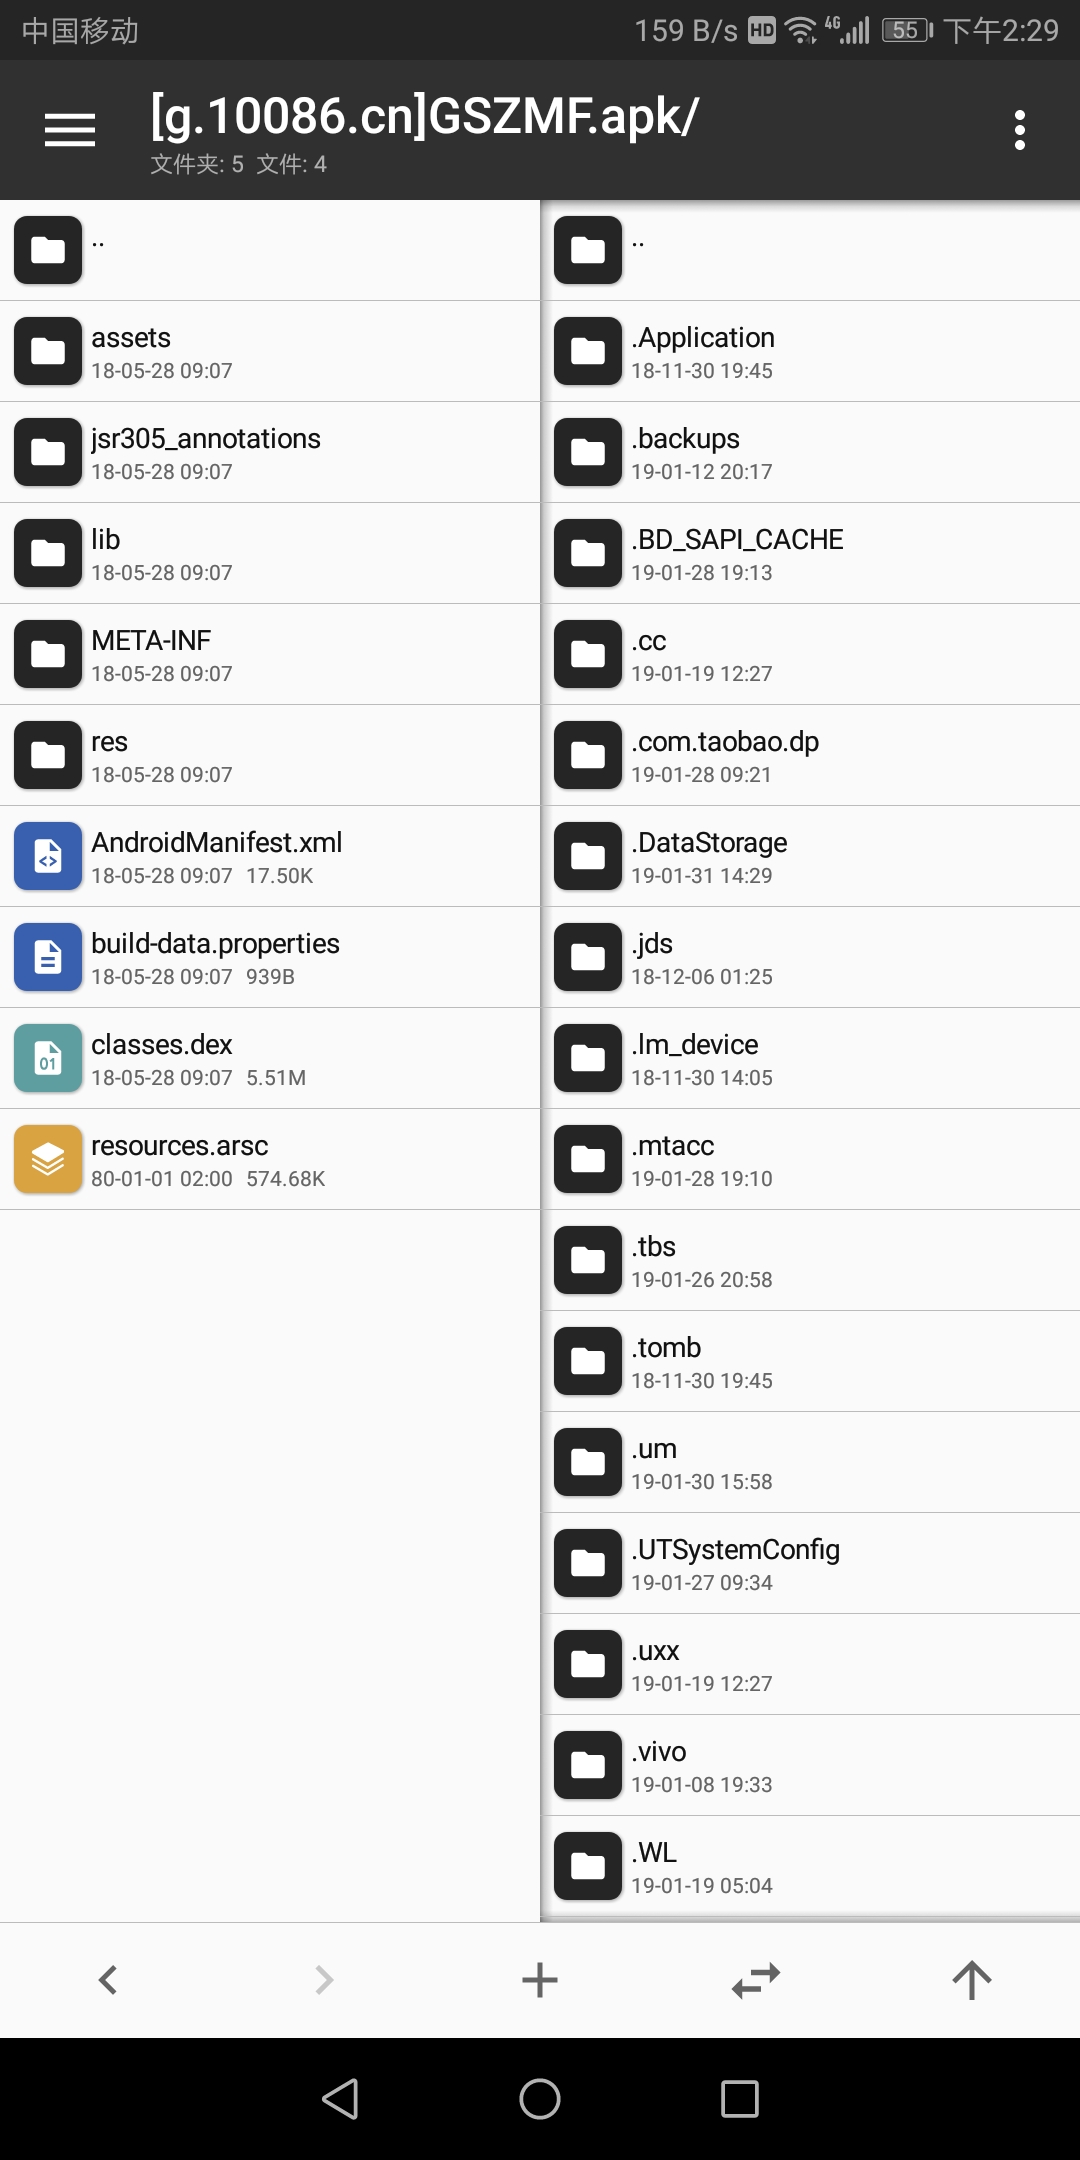 中国移动 159 B/s HD 4G 55 下午2:29
[g.10086.cn]GSZMF.apk/
文件夹: 5 文件: 4
..
assets
18-05-28 09:07
jsr305_annotations
18-05-28 09:07
lib
18-05-28 09:07
META-INF
18-05-28 09:07
res
18-05-28 09:07
AndroidManifest.xml
18-05-28 09:07 17.50K
build-data.properties
18-05-28 09:07 939B
01
classes.dex
18-05-28 09:07 5.51M
resources.arsc
80-01-01 02:00 574.68K
..
.Application
18-11-30 19:45
.backups
19-01-12 20:17
.BD_SAPI_CACHE
19-01-28 19:13
.cc
19-01-19 12:27
.com.taobao.dp
19-01-28 09:21
.DataStorage
19-01-31 14:29
.jds
18-12-06 01:25
.lm_device
18-11-30 14:05
.mtacc
19-01-28 19:10
.tbs
19-01-26 20:58
.tomb
18-11-30 19:45
.um
19-01-30 15:58
.UTSystemConfig
19-01-27 09:34
.uxx
19-01-19 12:27
.vivo
19-01-08 19:33
.WL
19-01-19 05:04